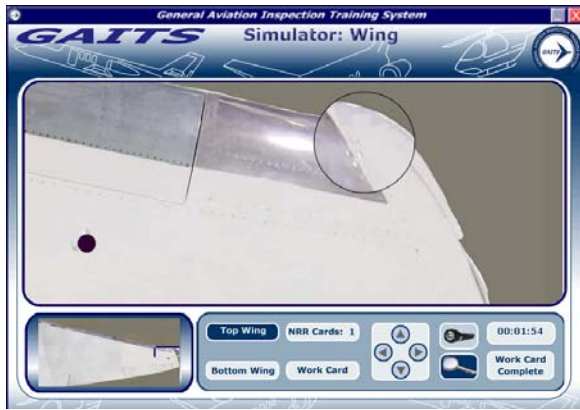 General Aviation Inspection Training System
GAITS
Simulator: Wing
GAITS
Top Wing
NRR Cards: 1
00:01:54
Bottom Wing
Work Card
Work Card
Complete